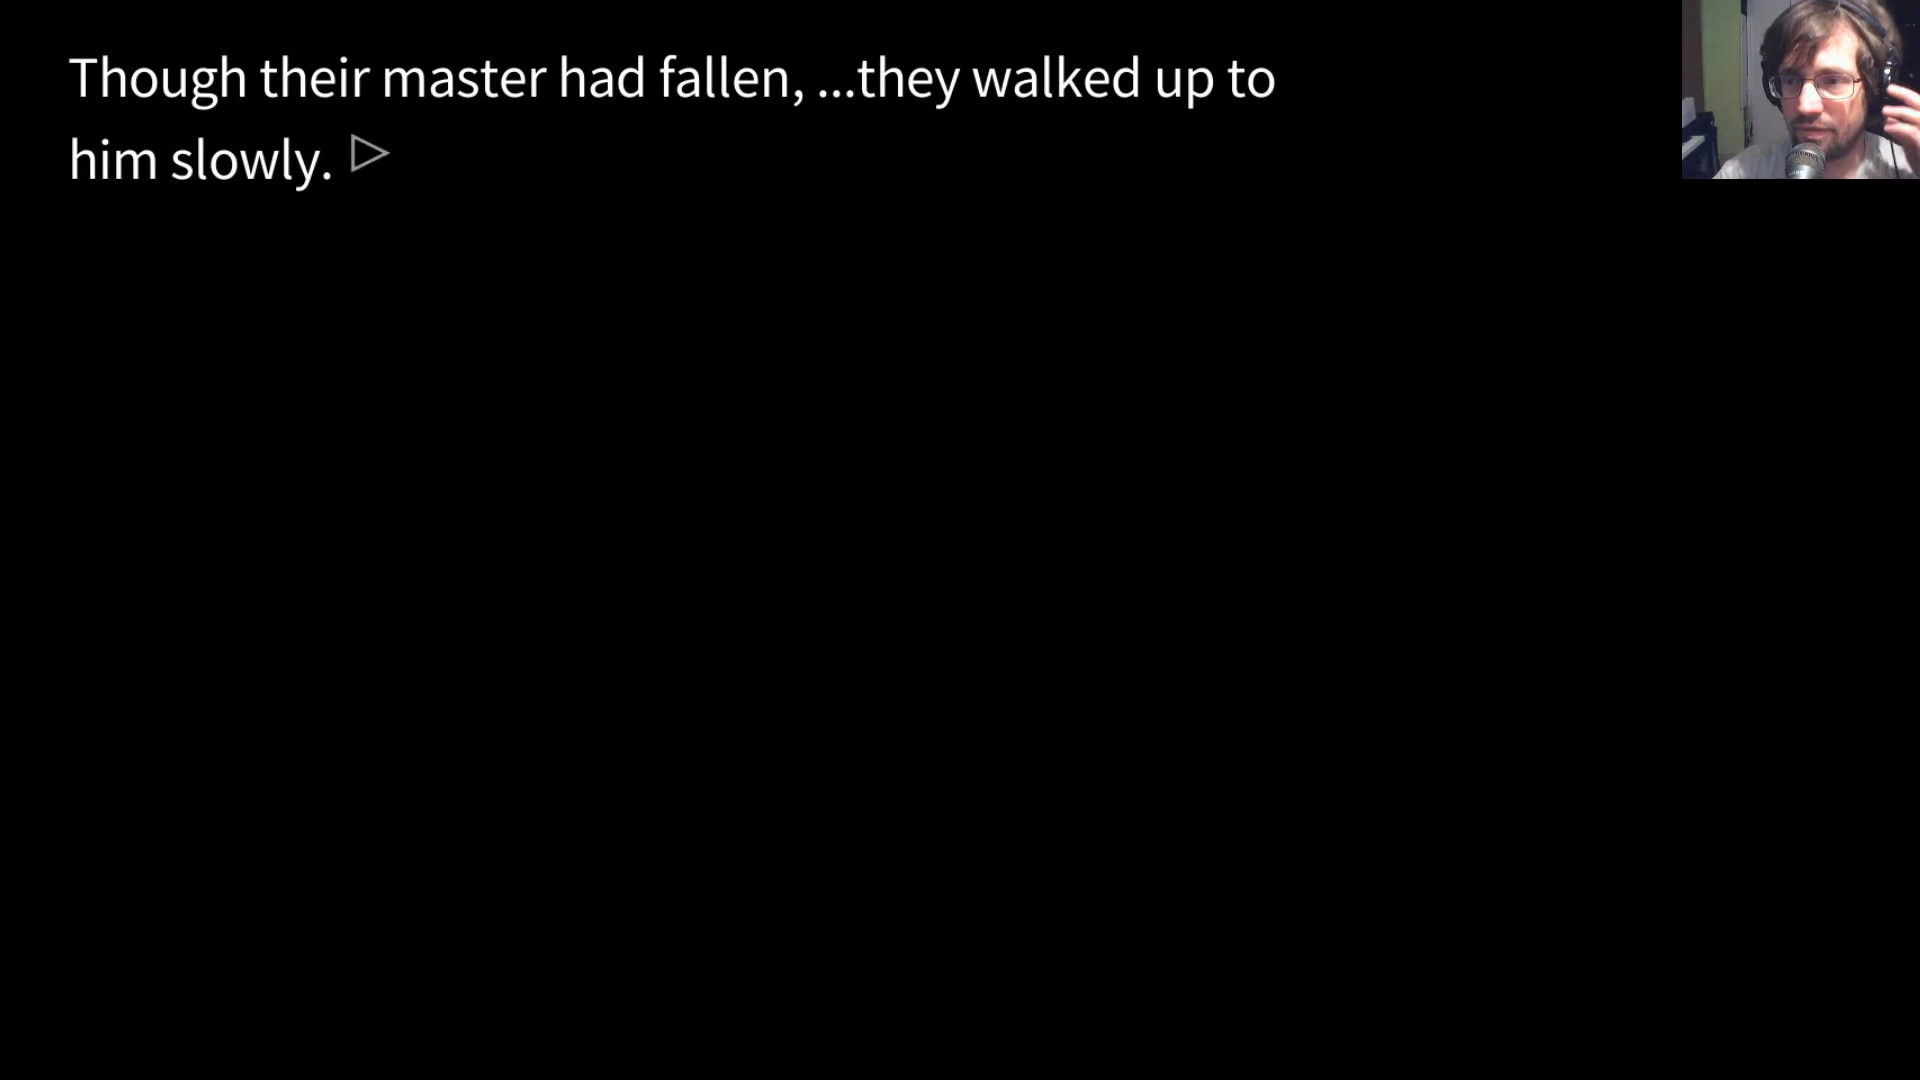 Though their master had fallen, ...they walked up to
him slowly.